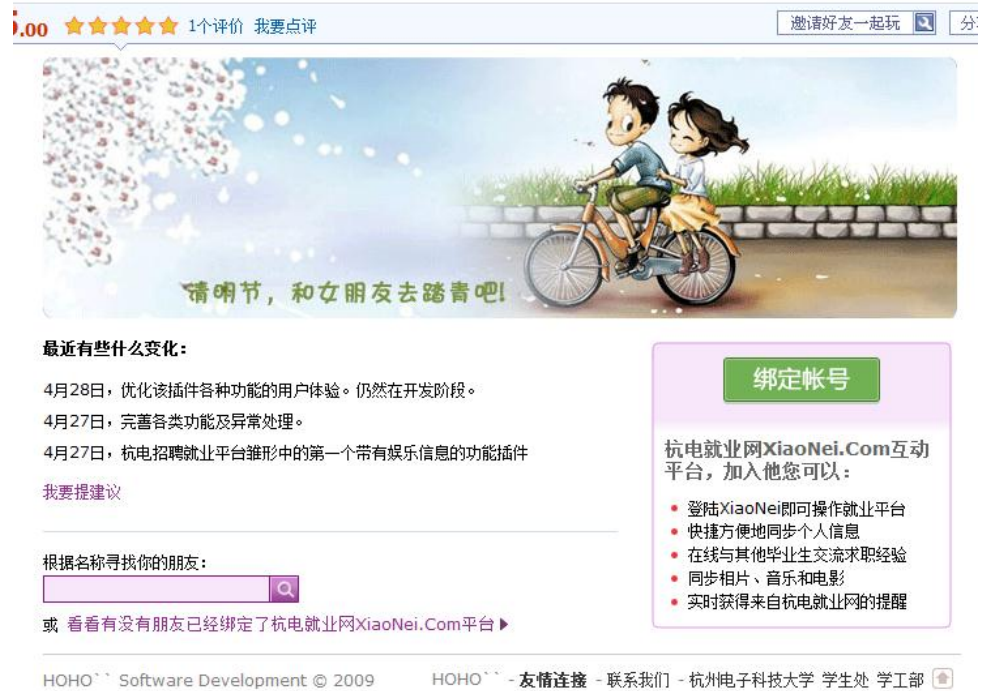 5.00 1个评价 我要点评 邀请好友一起玩 分
清明节，和女朋友去踏青吧!
最近有些什么变化：
4月28日，优化该插件各种功能的用户体验。仍然在开发阶段。
4月27日，完善各类功能及异常处理。
4月27日，杭电招聘就业平台雏形中的第一个带有娱乐信息的功能插件
我要提建议
根据名称寻找你的朋友：
或 看看有没有朋友已经绑定了杭电就业网XiaoNei.Com平台
绑定帐号
杭电就业网XiaoNei.Com互动
平台，加入他您可以：
登陆XiaoNei即可操作就业平台
快捷方便地同步个人信息
在线与其他毕业生交流求职经验
同步相片、音乐和电影
实时获得来自杭电就业网的提醒
HOHO`` Software Development © 2009 HOHO`` - 友情连接 - 联系我们 - 杭州电子科技大学 学生处 学工部